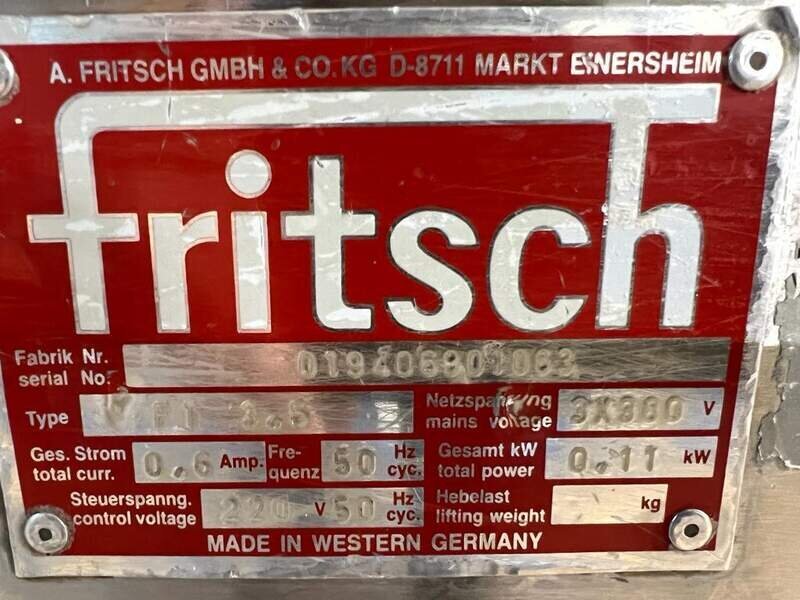 A. FRITSCH GMBH & CO. KG D-8711 MARKT EINERSHEIM
fritsch
Fabrik Nr.
serial No.
Type 3.5
Netzspannung
mains voltage 3X380 V
Ges. Strom
total curr. 0.6 Amp.
Fre-
quenz 50 Hz
cyc.
Gesamt kW
total power 0.11 kW
Steuerspanng.
control voltage 220 V 50 Hz
cyc.
Hebelast
lifting weight kg
MADE IN WESTERN GERMANY